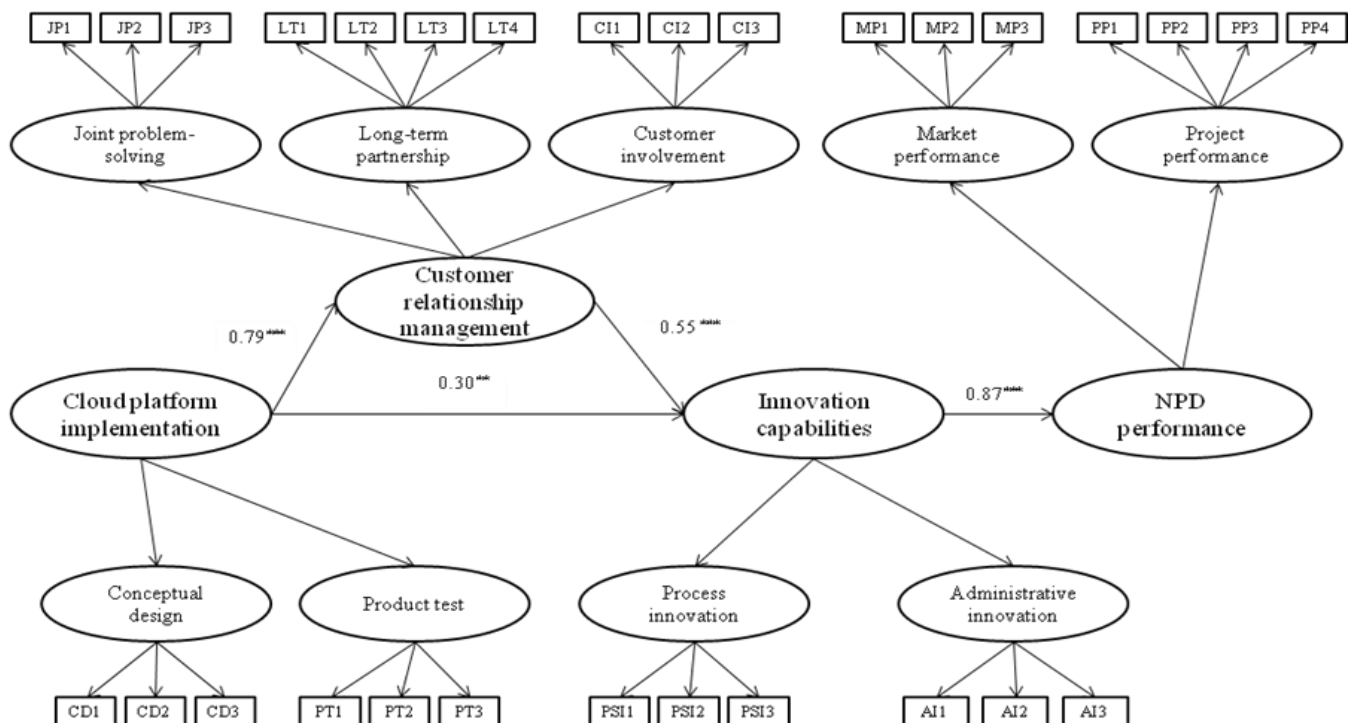 JP1 JP2 JP3 LT1 LT2 LT3 LT4 CI1 CI2 CI3 MP1 MP2 MP3 PP1 PP2 PP3 PP4
Joint problem-
solving
Long-term
partnership
Customer
involvement
Market
performance
Project
performance
Customer
relationship
management
0.79***
0.55***
0.30**
0.87***
Cloud platform
implementation
Innovation
capabilities
NPD
performance
Conceptual
design
Product test
Process
innovation
Administrative
innovation
CD1 CD2 CD3 PT1 PT2 PT3 PSI1 PSI2 PSI3 AI1 AI2 AI3